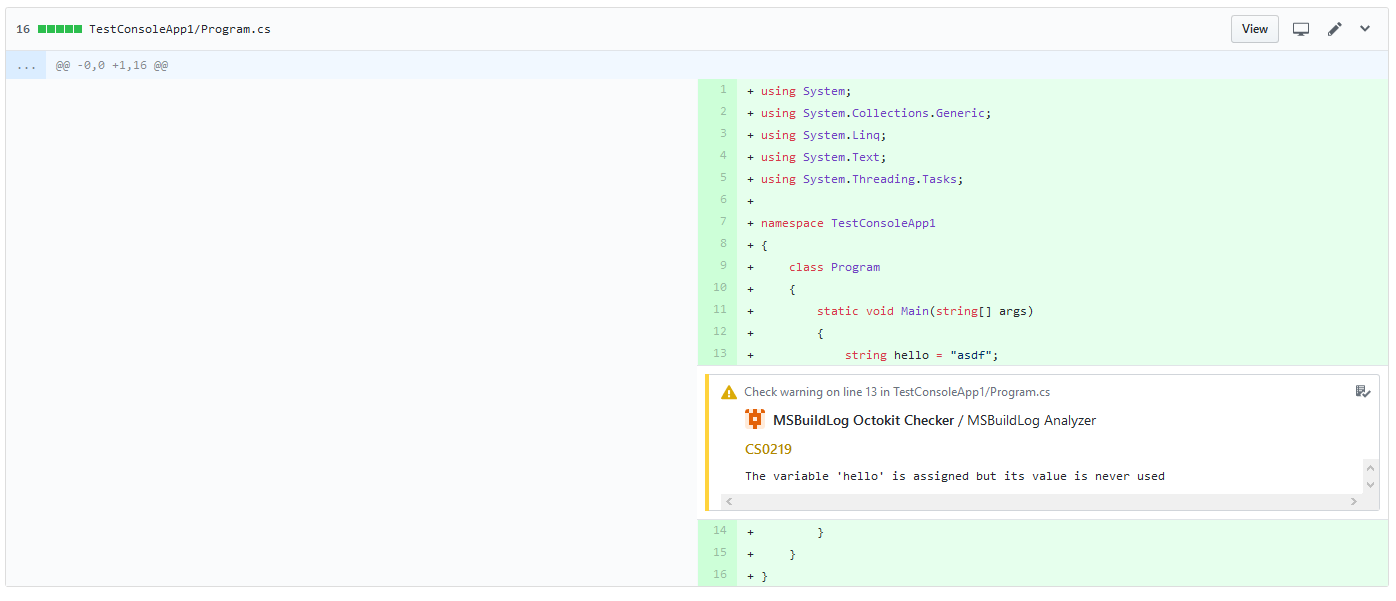 16 TestConsoleApp1/Program.cs View
... @@ -0,0 +1,16 @@
1 + using System;
2 + using System.Collections.Generic;
3 + using System.Linq;
4 + using System.Text;
5 + using System.Threading.Tasks;
6 +
7 + namespace TestConsoleApp1
8 + {
9 +     class Program
10 +     {
11 +         static void Main(string[] args)
12 +         {
13 +             string hello = "asdf";
Check warning on line 13 in TestConsoleApp1/Program.cs
MSBuildLog Octokit Checker / MSBuildLog Analyzer
CS0219
The variable 'hello' is assigned but its value is never used
14 +         }
15 +     }
16 + }